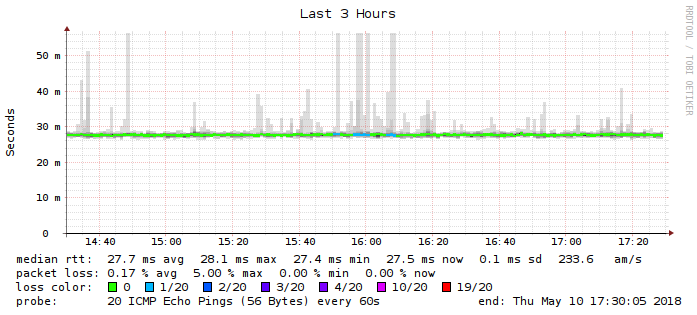 Last 3 Hours
RRDTOOL / TOBI OETIKER
Seconds
50 m
40 m
30 m
20 m
10 m
0
14:40 15:00 15:20 15:40 16:00 16:20 16:40 17:00 17:20
median rtt: 27.7 ms avg 28.1 ms max 27.4 ms min 27.5 ms now 0.1 ms sd 233.6 am/s
packet loss: 0.17 % avg 5.00 % max 0.00 % min 0.00 % now
loss color: 0 1/20 2/20 3/20 4/20 10/20 19/20
probe: 20 ICMP Echo Pings (56 Bytes) every 60s end: Thu May 10 17:30:05 2018